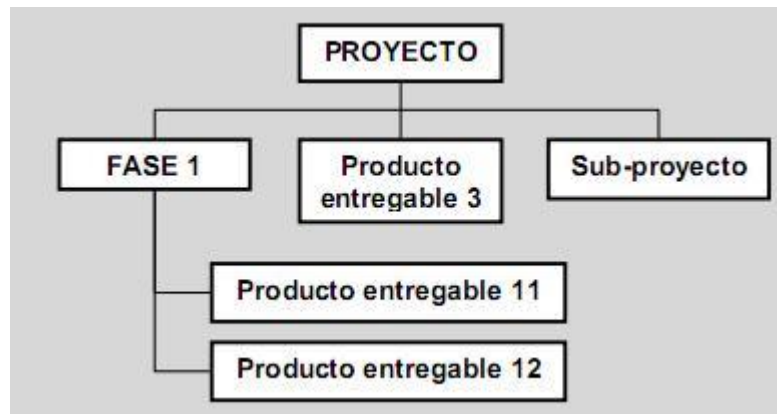 PROYECTO
FASE 1
Producto
entregable 3
Sub-proyecto
Producto entregable 11
Producto entregable 12